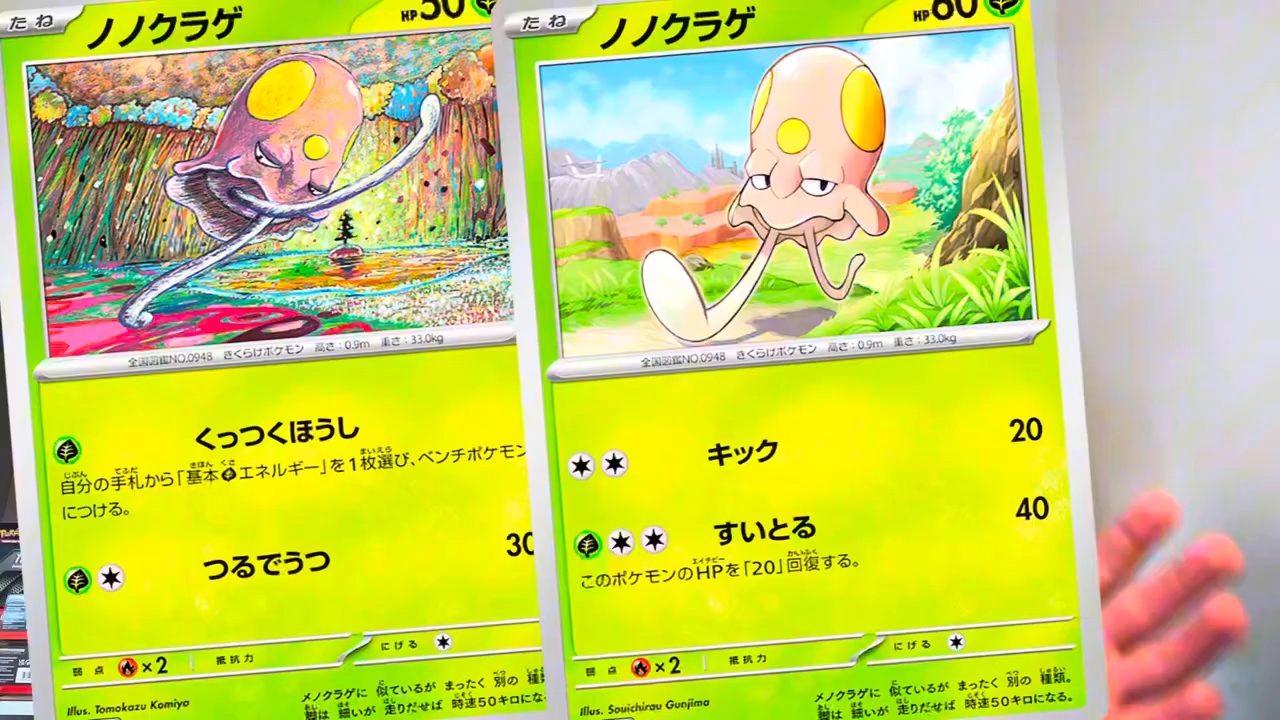 たね
ノノクラゲ
HP50
全国図鑑NO.0948 きくらげポケモン 高さ:0.9m 重さ:33.0kg
くっつくほうし
自分の手札から「基本エネルギー」を1枚選び、ベンチポケモン
につける。
つるでうつ 30
弱点 ×2 抵抗力 にげる
Illus. Tomokazu Komiya
メノクラゲに 似ているが まったく 別の 種
脚は 細いが 走りだせば 時速50キロにな
たね
ノノクラゲ
HP60
全国図鑑NO.0948 きくらげポケモン 高さ:0.9m 重さ:33.0kg
キック 20
すいとる 40
このポケモンのHPを「20」回復する。
弱点 ×2 抵抗力 にげる
Illus. Souichirou Gunjima
メノクラゲに 似ているが まったく 別の 種類。
脚は 細いが 走りだせば 時速50キロになる。